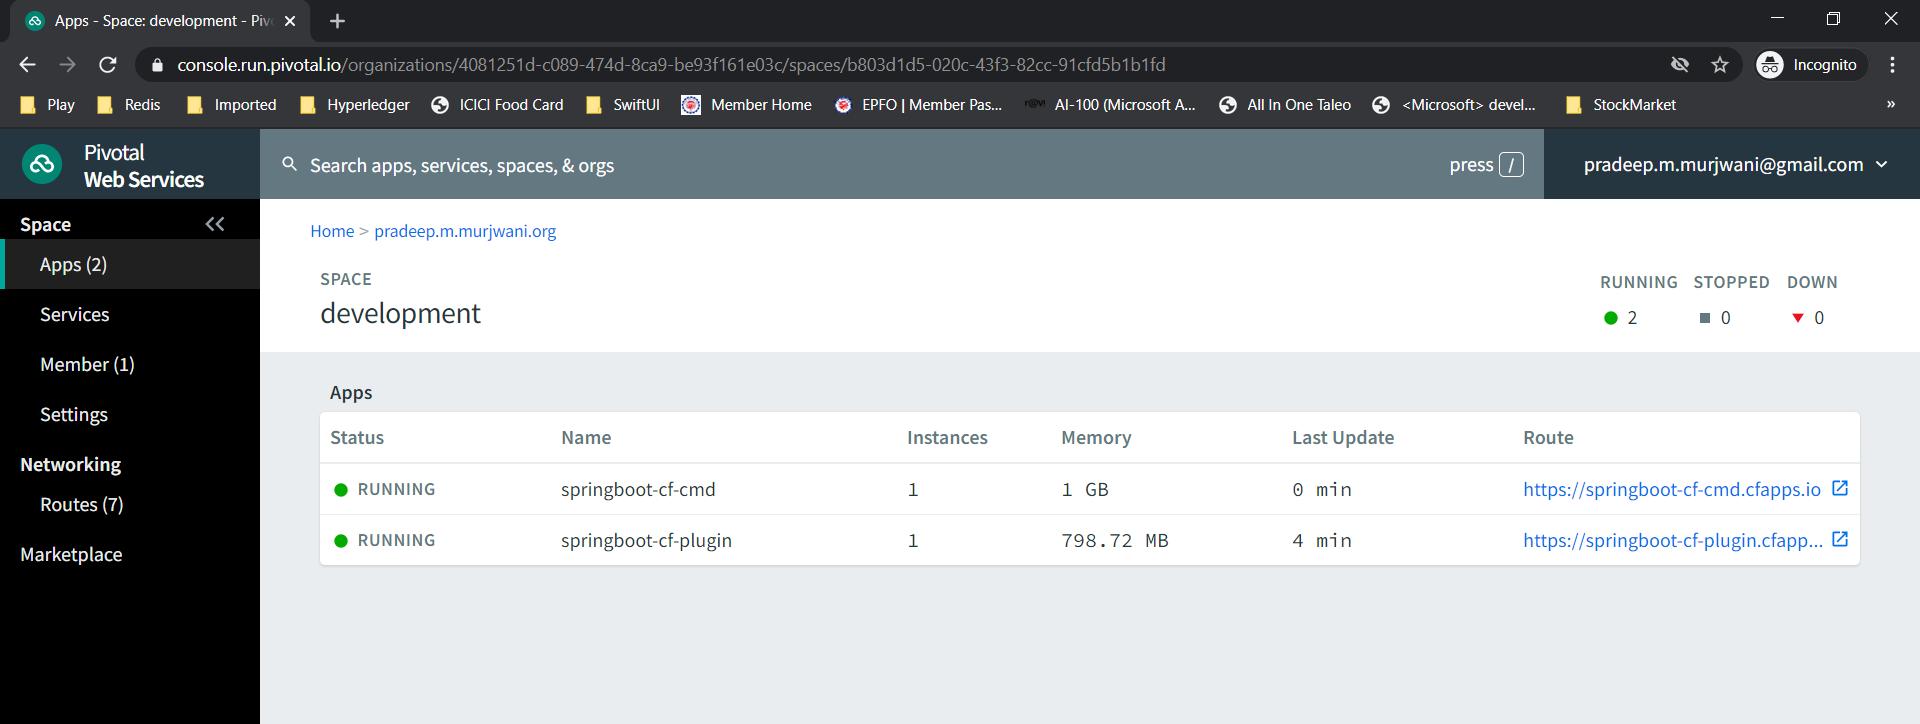 Apps - Space: development - Piv
console.run.pivotal.io/organizations/4081251d-c089-474d-8ca9-be93f161e03c/spaces/b803d1d5-020c-43f3-82cc-91cfd5b1b1fd
Incognito
Play Redis Imported Hyperledger ICICI Food Card SwiftUI Member Home EPFO | Member Pas... AI-100 (Microsoft A... All In One Taleo <Microsoft> devel... StockMarket »
Pivotal
Web Services
Search apps, services, spaces, & orgs
press /
pradeep.m.murjwani@gmail.com
Space
Apps (2)
Services
Member (1)
Settings
Networking
Routes (7)
Marketplace
Home > pradeep.m.murjwani.org
SPACE
development
RUNNING STOPPED DOWN
2 0 0
Apps
Status Name Instances Memory Last Update Route
RUNNING springboot-cf-cmd 1 1 GB 0 min https://springboot-cf-cmd.cfapps.io
RUNNING springboot-cf-plugin 1 798.72 MB 4 min https://springboot-cf-plugin.cfapp...